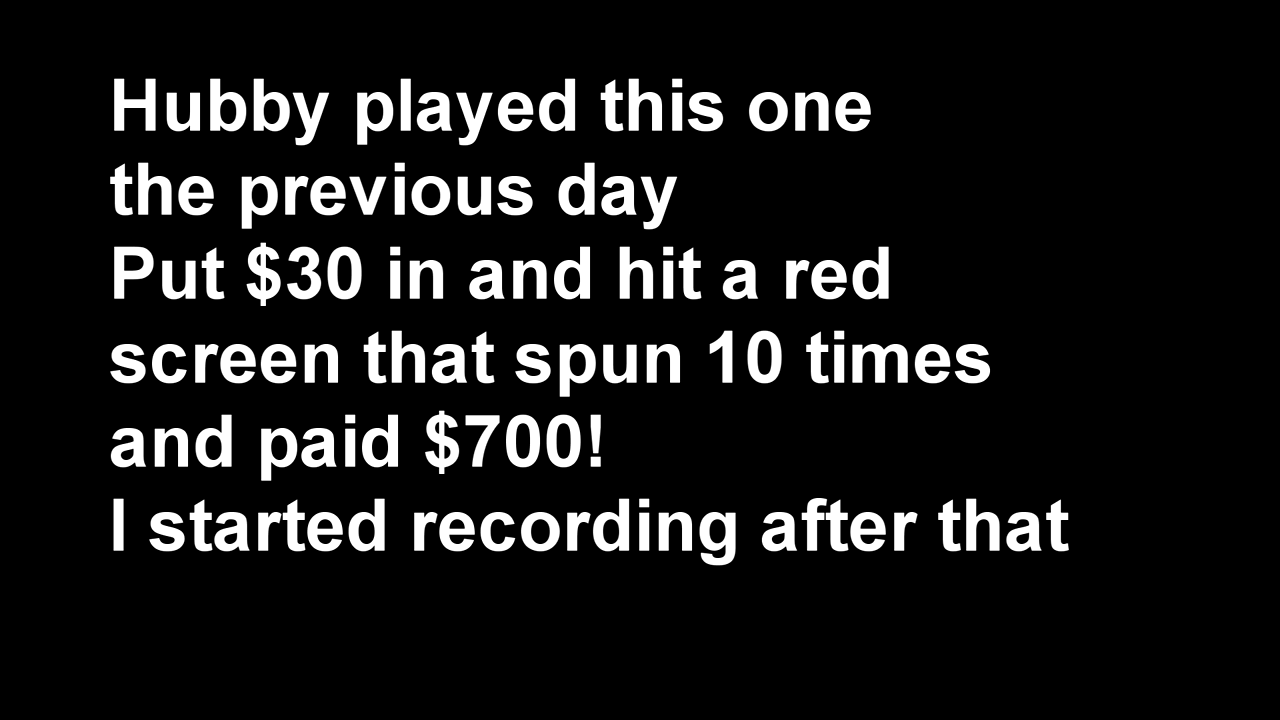 Hubby played this one
the previous day
Put $30 in and hit a red
screen that spun 10 times
and paid $700!
I started recording after that